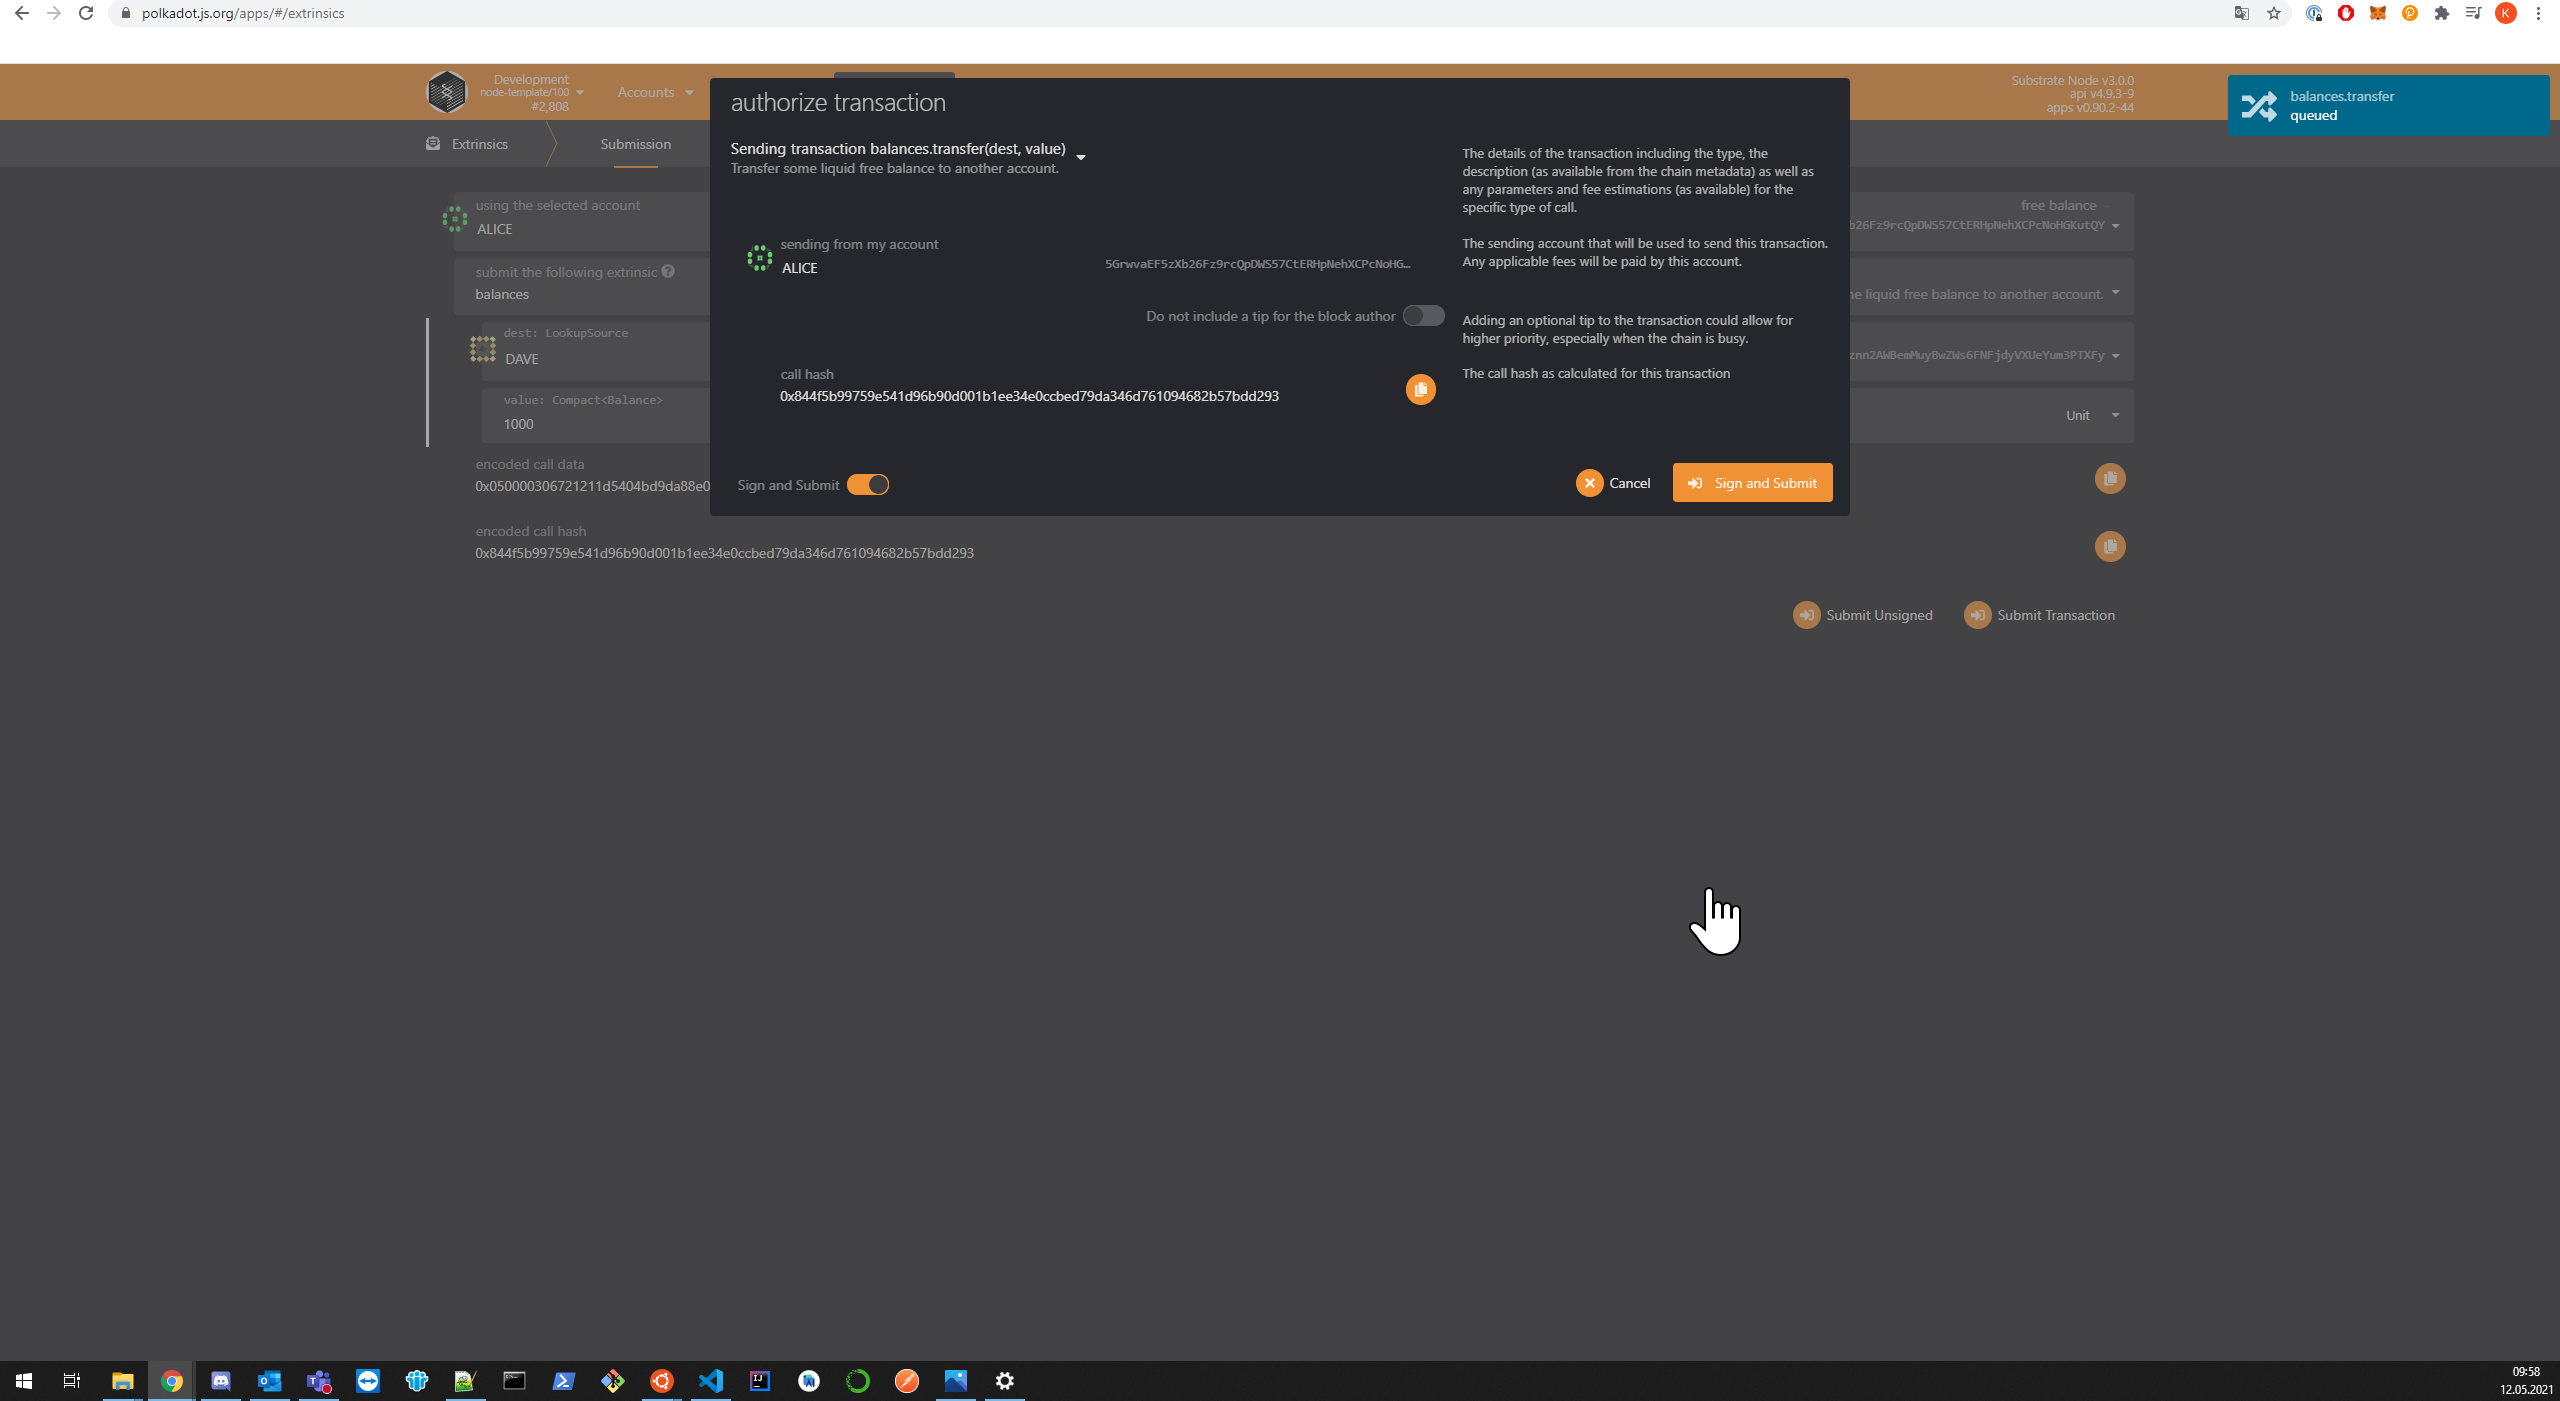 polkadot.js.org/apps/#/extrinsics
K
Development
node-template/100
#2,808
Accounts
Substrate Node v3.0.0
api v4.9.3-9
apps v0.90.2-44
balances.transfer
queued
Extrinsics
Submission
authorize transaction
Sending transaction balances.transfer(dest, value)
Transfer some liquid free balance to another account.
The details of the transaction including the type, the
description (as available from the chain metadata) as well as
any parameters and fee estimations (as available) for the
specific type of call.
sending from my account
ALICE
5GrwvaEF5zXb26Fz9rcQpDWS57CtERHpNehXCPcNoHG…
The sending account that will be used to send this transaction.
Any applicable fees will be paid by this account.
Do not include a tip for the block author
Adding an optional tip to the transaction could allow for
higher priority, especially when the chain is busy.
call hash
0x844f5b99759e541d96b90d001b1ee34e0ccbed79da346d761094682b57bdd293
The call hash as calculated for this transaction
Sign and Submit
Cancel
Sign and Submit
using the selected account
ALICE
free balance
b26Fz9rcQpDWS57CtERHpNehXCPcNoHGKutQY
submit the following extrinsic
balances
liquid free balance to another account.
dest: LookupSource
DAVE
znn2AWBemMuyBwZWs6FNFjdyVXUeYum3PTXFy
value: Compact<Balance>
1000
Unit
encoded call data
0x050000306721211d5404bd9da88e0
encoded call hash
0x844f5b99759e541d96b90d001b1ee34e0ccbed79da346d761094682b57bdd293
Submit Unsigned
Submit Transaction
09:58
12.05.2021